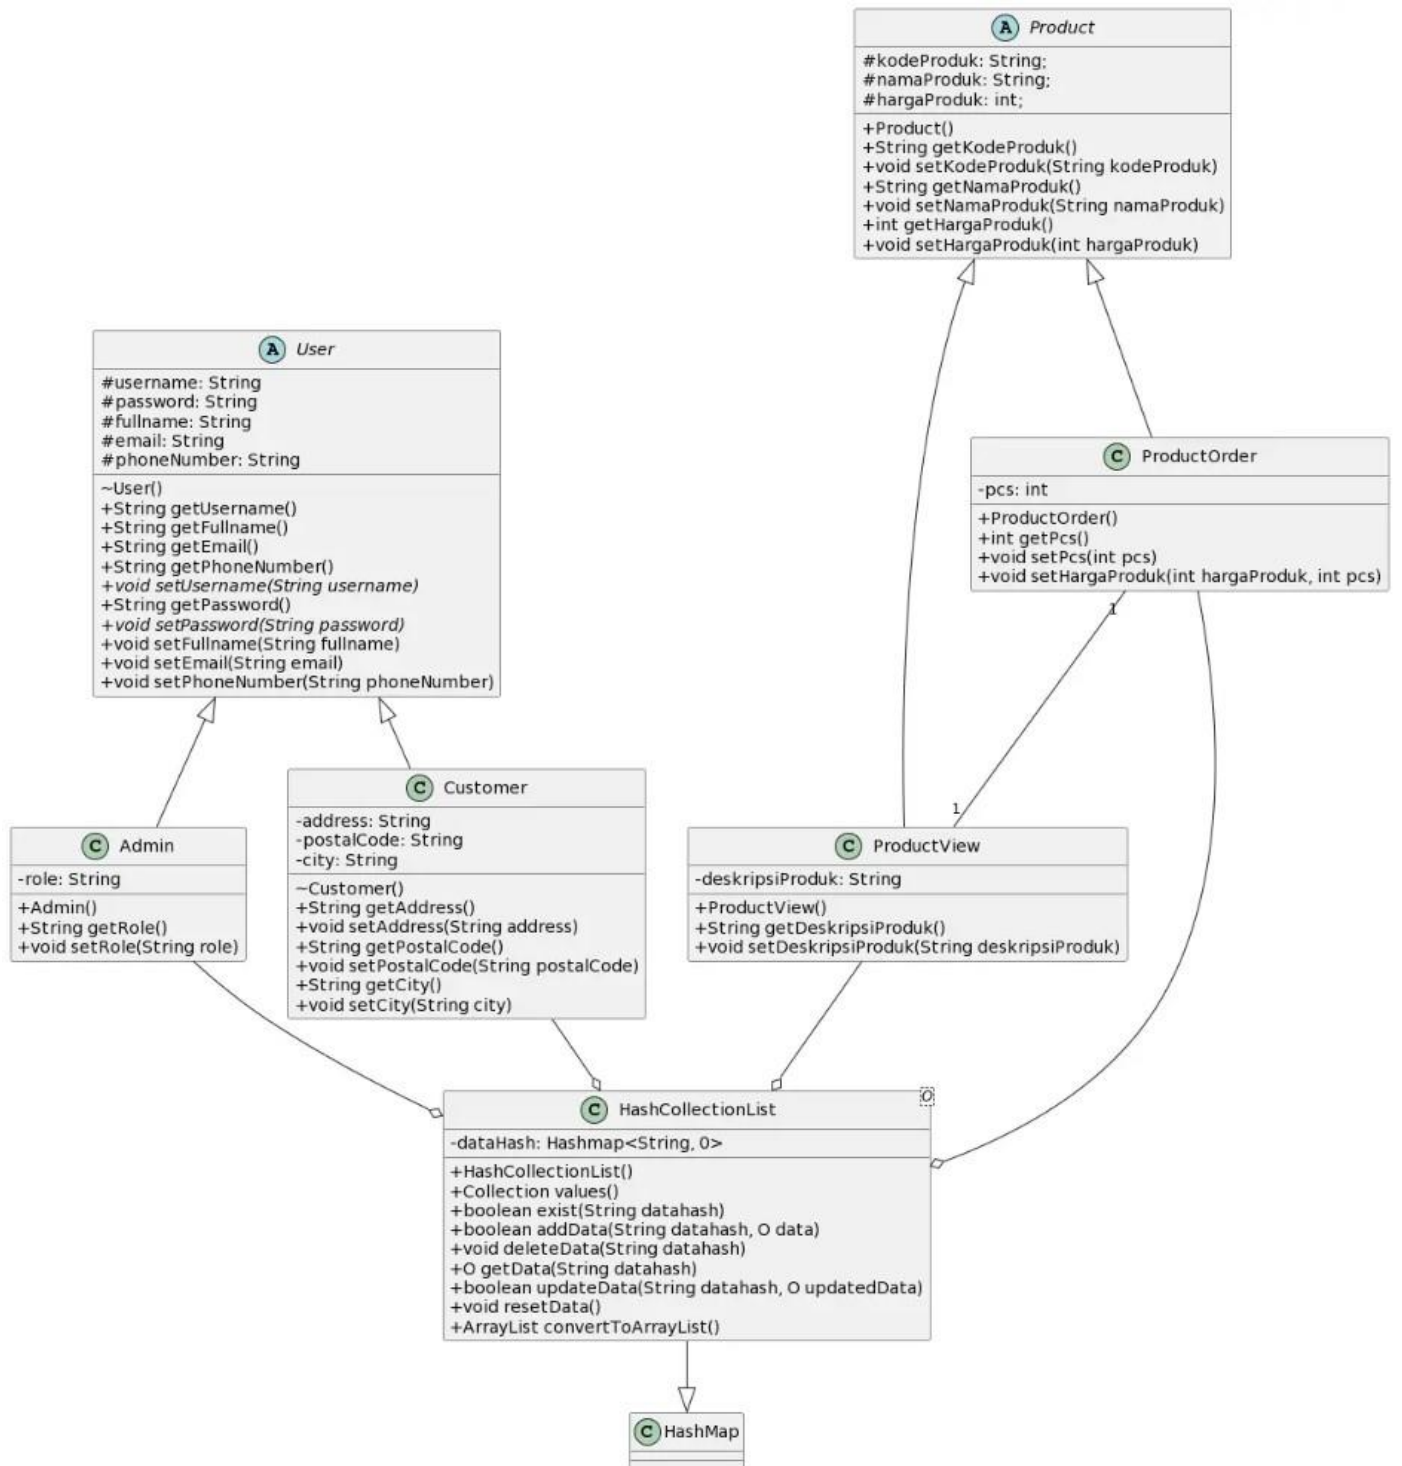 A Product
#kodeProduk: String;
#namaProduk: String;
#hargaProduk: int;
+Product()
+String getKodeProduk()
+void setKodeProduk(String kodeProduk)
+String getNamaProduk()
+void setNamaProduk(String namaProduk)
+int getHargaProduk()
+void setHargaProduk(int hargaProduk)
A User
#username: String
#password: String
#fullname: String
#email: String
#phoneNumber: String
~User()
+String getUsername()
+String getFullname()
+String getEmail()
+String getPhoneNumber()
+void setUsername(String username)
+String getPassword()
+void setPassword(String password)
+void setFullname(String fullname)
+void setEmail(String email)
+void setPhoneNumber(String phoneNumber)
C ProductOrder
-pcs: int
+ProductOrder()
+int getPcs()
+void setPcs(int pcs)
+void setHargaProduk(int hargaProduk, int pcs)
1
1
C Admin
-role: String
+Admin()
+String getRole()
+void setRole(String role)
C Customer
-address: String
-postalCode: String
-city: String
~Customer()
+String getAddress()
+void setAddress(String address)
+String getPostalCode()
+void setPostalCode(String postalCode)
+String getCity()
+void setCity(String city)
C ProductView
-deskripsiProduk: String
+ProductView()
+String getDeskripsiProduk()
+void setDeskripsiProduk(String deskripsiProduk)
C HashCollectionList
O
-dataHash: Hashmap<String, 0>
+HashCollectionList()
+Collection values()
+boolean exist(String datahash)
+boolean addData(String datahash, O data)
+void deleteData(String datahash)
+O getData(String datahash)
+boolean updateData(String datahash, O updatedData)
+void resetData()
+ArrayList convertToArrayList()
C HashMap